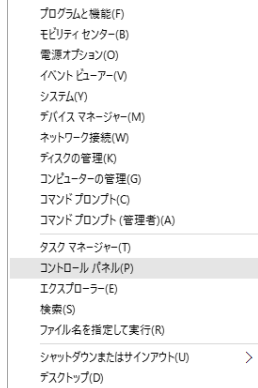 プログラムと機能(F)
モビリティ センター(B)
電源オプション(O)
イベント ビューアー(V)
システム(Y)
デバイス マネージャー(M)
ネットワーク接続(W)
ディスクの管理(K)
コンピューターの管理(G)
コマンド プロンプト(C)
コマンド プロンプト (管理者)(A)
タスク マネージャー(T)
コントロール パネル(P)
エクスプローラー(E)
検索(S)
ファイル名を指定して実行(R)
シャットダウンまたはサインアウト(U)
デスクトップ(D)